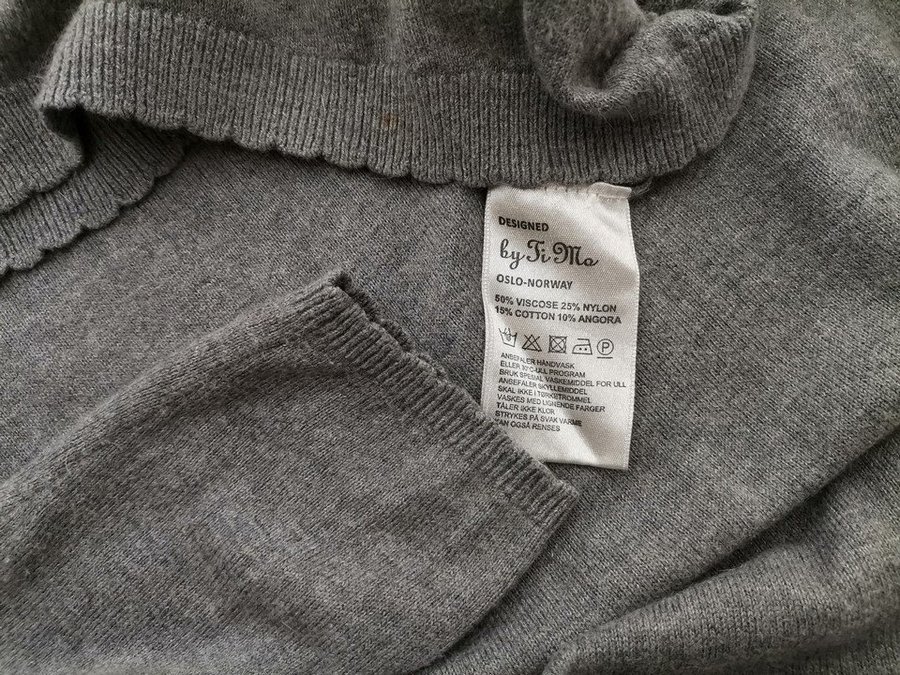 DESIGNED
by Ti Mo
OSLO-NORWAY
50% VISCOSE 25% NYLON
15% COTTON 10% ANGORA
P
ANBEFALER HÅNDVASK
ELLER 30°C-ULL PROGRAM
BRUK SPESIAL VASKEMIDDEL FOR ULL
ANBEFALER SKYLLEMIDDEL
SKAL IKKE I TØRKETROMMEL
VASKES MED LIGNENDE FARGER
TÅLER IKKE KLOR
STRYKES PÅ SVAK VARME
KAN OGSÅ RENSES